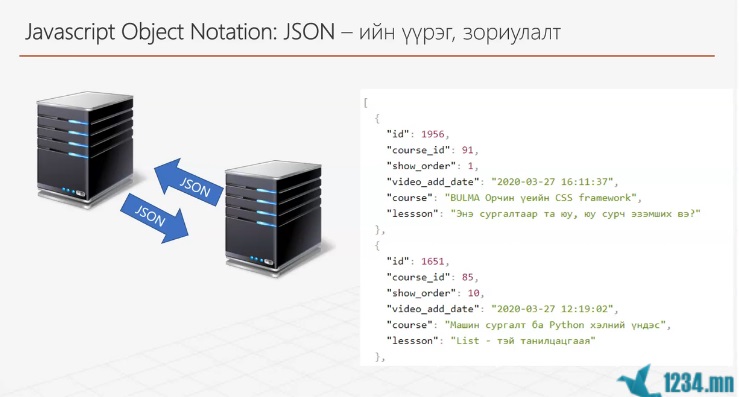 Javascript Object Notation: JSON – ийн үүрэг, зориулалт
JSON
JSON
[
{
"id": 1956,
"course_id": 91,
"show_order": 1,
"video_add_date": "2020-03-27 16:11:37",
"course": "BULMA Орчин үеийн CSS framework",
"lessson": "Энэ сургалтаар та юу, юу сурч эзэмших вэ?"
},
{
"id": 1651,
"course_id": 85,
"show_order": 10,
"video_add_date": "2020-03-27 12:19:02",
"course": "Машин сургалт ба Python хэлний үндэс",
"lessson": "List - тэй танилцацгаая"
},
1234.mn